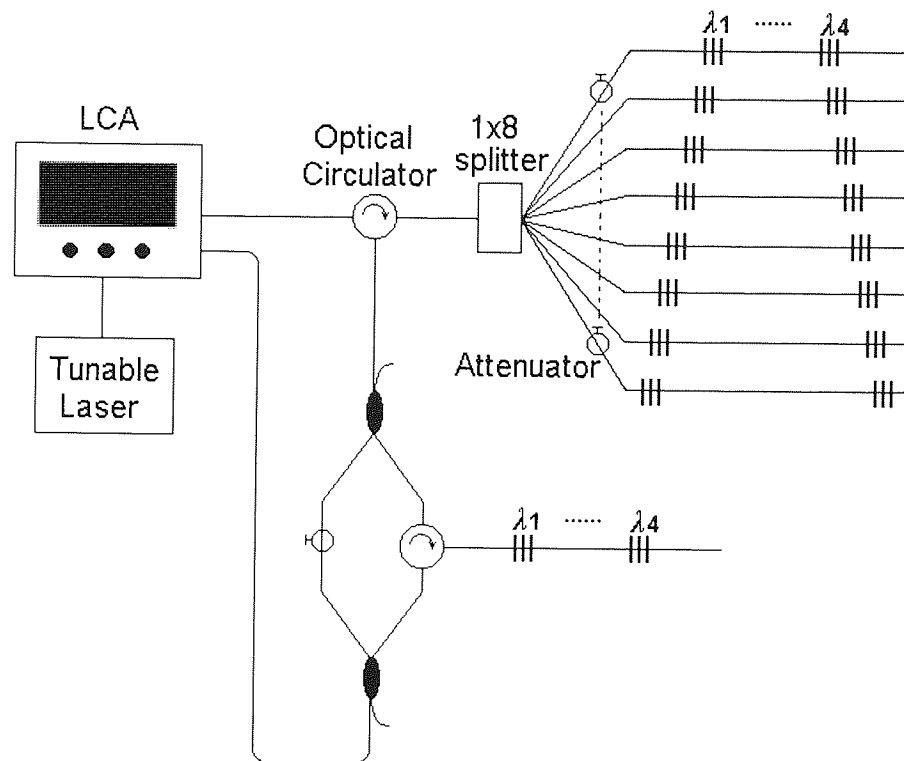 λ1 ...... λ4
LCA
Optical
Circulator
1x8
splitter
Attenuator
Tunable
Laser
λ1 ...... λ4